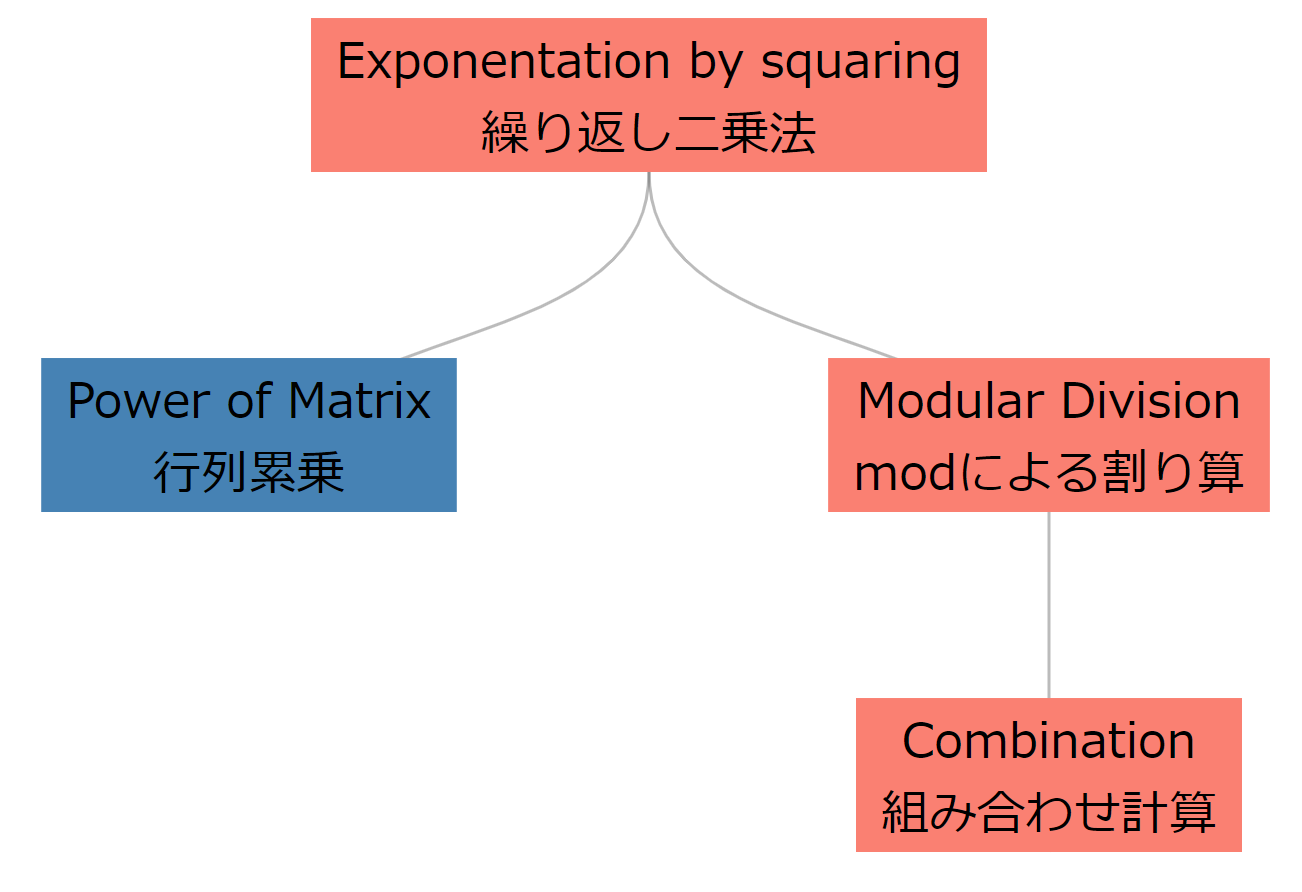 Exponentation by squaring
繰り返し二乗法
Power of Matrix
行列累乗
Modular Division
modによる割り算
Combination
組み合わせ計算